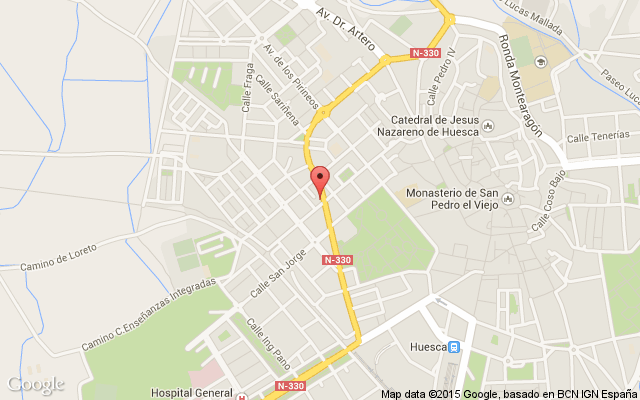 Lucas Mallada
Av. Dr. Artero
N-330
Ronda Montearagón
Paseo Luc
Av. de los Pirineos
Calle Pedro IV
Calle Fraga
Calle Sariñena
Catedral de Jesus
Nazareno de Huesca
Calle Tenerías
Monasterio de San
Pedro el Viejo
Calle Coso Bajo
Camino de Loreto
Calle San Jorge
N-330
Camino C.Enseñanzas Integradas
Calle Ing Pano
Huesca
Hospital General
H
N-330
Google
Map data ©2015 Google, basado en BCN IGN España